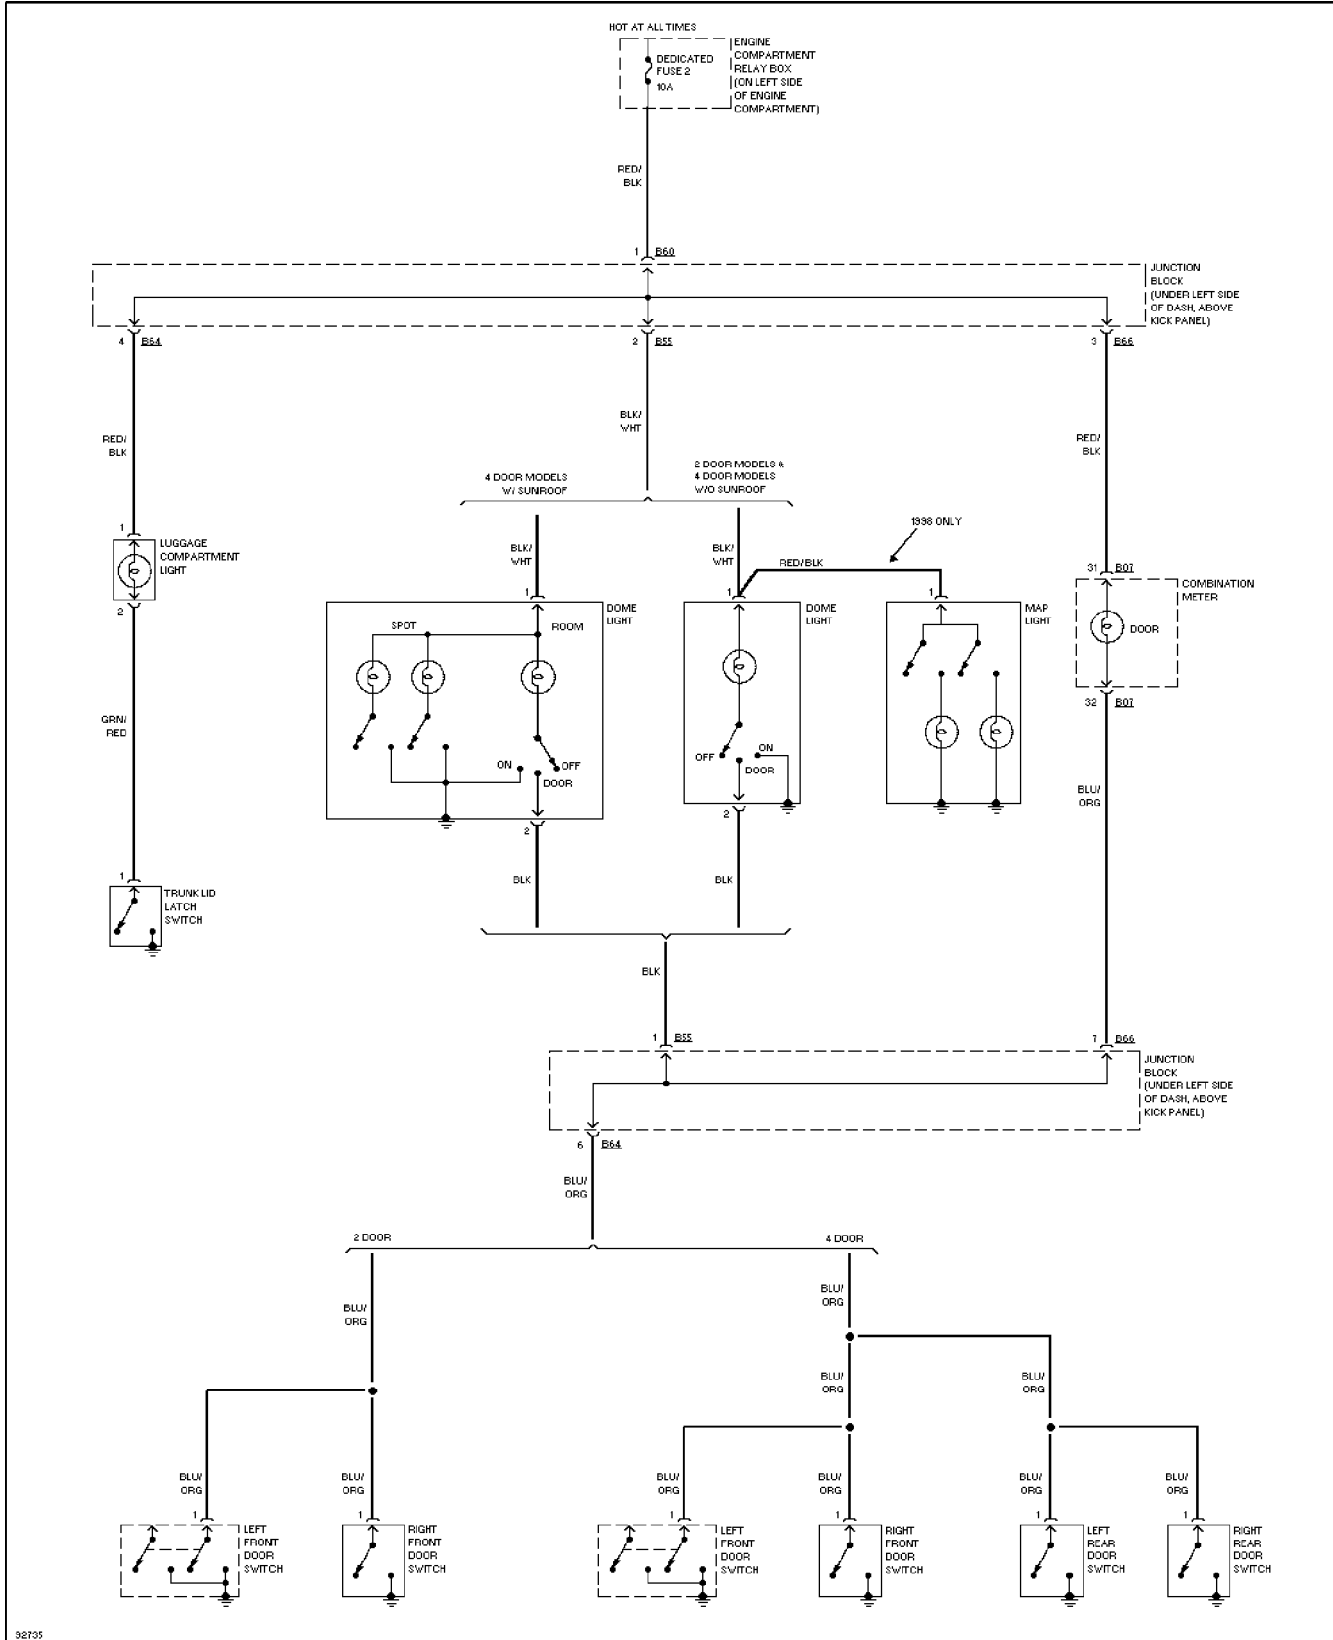 HOT AT ALL TIMES
DEDICATED
FUSE 2
10A
ENGINE
COMPARTMENT
RELAY BOX
(ON LEFT SIDE
OF ENGINE
COMPARTMENT)
RED/
BLK
1 B60
JUNCTION
BLOCK
(UNDER LEFT SIDE
OF DASH, ABOVE
KICK PANEL)
4 B64
2 B55
3 B66
RED/
BLK
BLK/
WHT
RED/
BLK
4 DOOR MODELS
W/ SUNROOF
2 DOOR MODELS &
4 DOOR MODELS
W/O SUNROOF
1998 ONLY
1
LUGGAGE
COMPARTMENT
LIGHT
2
BLK/
WHT
BLK/
WHT
RED/BLK
31 B07
COMBINATION
METER
DOOR
32 B07
1
DOME
LIGHT
SPOT
ROOM
ON
OFF
DOOR
2
1
DOME
LIGHT
OFF
ON
DOOR
2
1
MAP
LIGHT
GRN/
RED
BLU/
ORG
1
TRUNK LID
LATCH
SWITCH
BLK
BLK
BLK
1 B55
7 B66
JUNCTION
BLOCK
(UNDER LEFT SIDE
OF DASH, ABOVE
KICK PANEL)
6 B64
BLU/
ORG
2 DOOR
4 DOOR
BLU/
ORG
BLU/
ORG
BLU/
ORG
BLU/
ORG
BLU/
ORG
BLU/
ORG
BLU/
ORG
BLU/
ORG
BLU/
ORG
BLU/
ORG
1
LEFT
FRONT
DOOR
SWITCH
1
RIGHT
FRONT
DOOR
SWITCH
1
LEFT
FRONT
DOOR
SWITCH
1
RIGHT
FRONT
DOOR
SWITCH
1
LEFT
REAR
DOOR
SWITCH
1
RIGHT
REAR
DOOR
SWITCH
92735